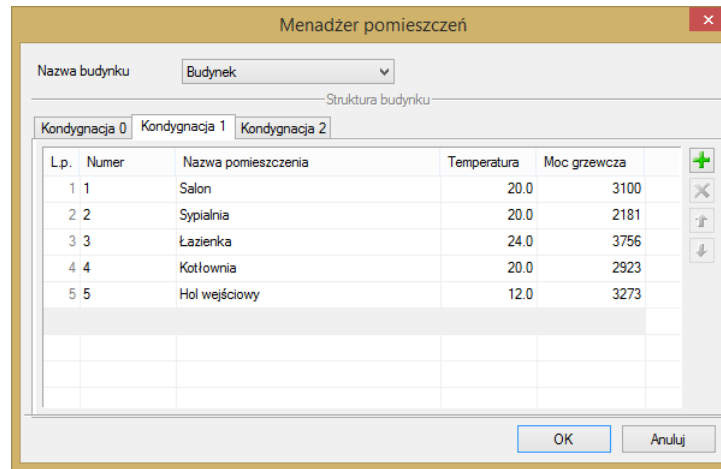 Menadżer pomieszczeń
Nazwa budynku Budynek
Struktura budynku
Kondygnacja 0 Kondygnacja 1 Kondygnacja 2
L.p. Numer Nazwa pomieszczenia Temperatura Moc grzewcza
1 1 Salon 20.0 3100
2 2 Sypialnia 20.0 2181
3 3 Łazienka 24.0 3756
4 4 Kotłownia 20.0 2923
5 5 Hol wejściowy 12.0 3273
OK Anuluj